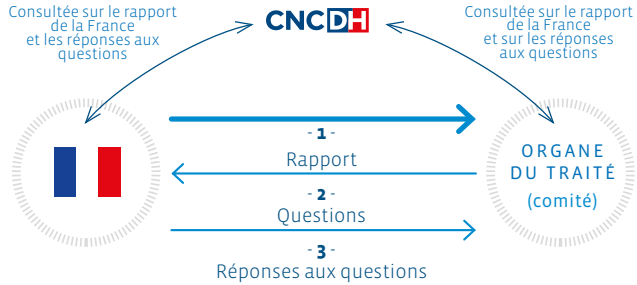 Consultée sur le rapport
de la France
et les réponses aux
questions
CNCDH
Consultée sur le rapport
de la France
et sur les réponses
aux questions
- 1 -
Rapport
- 2 -
Questions
- 3 -
Réponses aux questions
ORGANE
DU TRAITÉ
(comité)